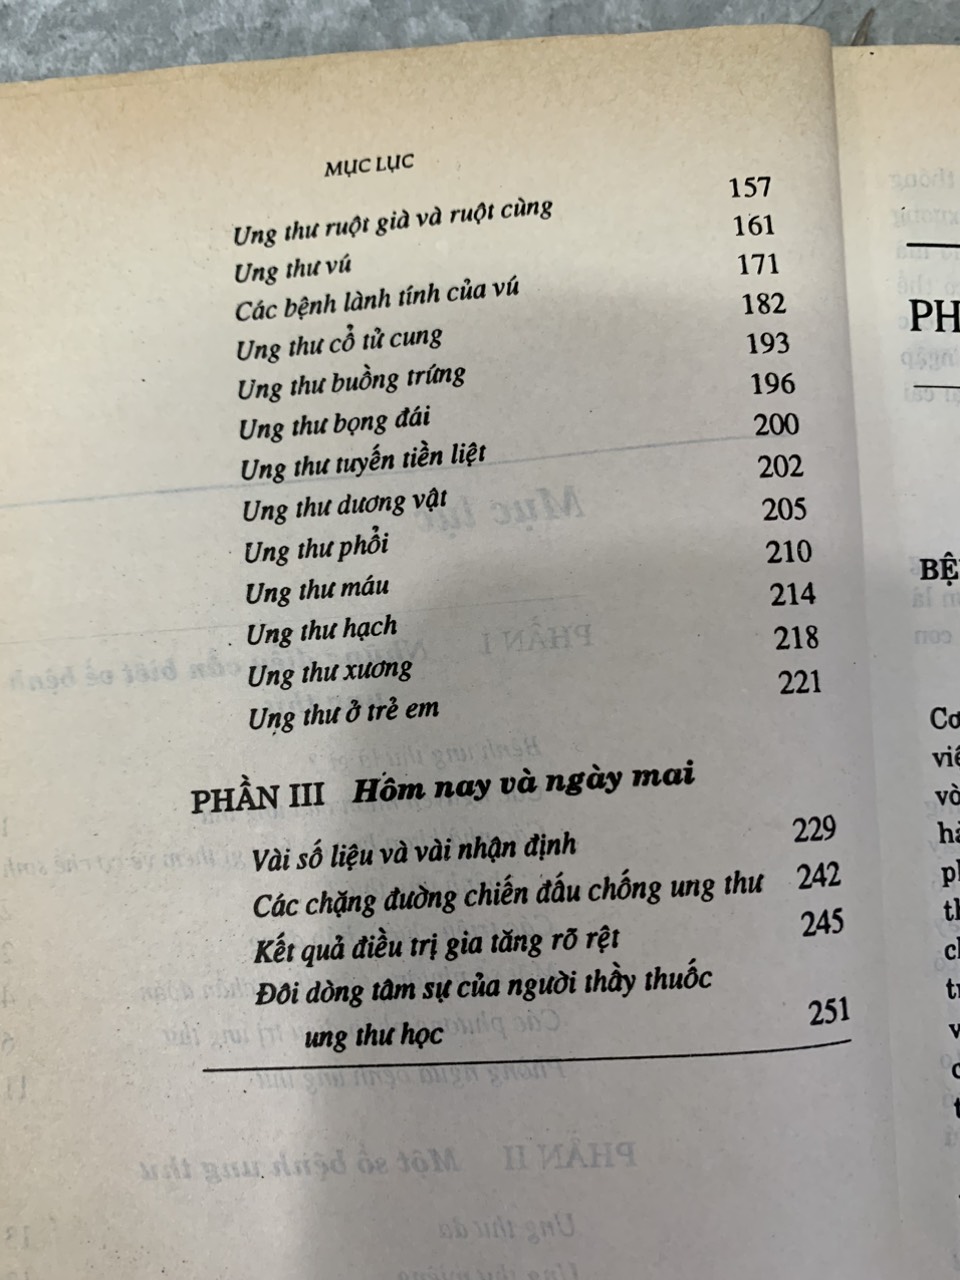 MỤC LỤC
Ung thư ruột già và ruột cùng 157
Ung thư vú 161
Các bệnh lành tính của vú 171
Ung thư cổ tử cung 182
Ung thư buồng trứng 193
Ung thư bọng đái 196
Ung thư tuyến tiền liệt 200
Ung thư dương vật 202
Ung thư phổi 205
Ung thư máu 210
Ung thư hạch 214
Ung thư xương 218
Ung thư ở trẻ em 221
PHẦN III Hôm nay và ngày mai
Vài số liệu và vài nhận định 229
Các chặng đường chiến đấu chống ung thư 242
Kết quả điều trị gia tăng rõ rệt 245
Đôi dòng tâm sự của người thầy thuốc
ung thư học 251
PH
BỆ
Cơ